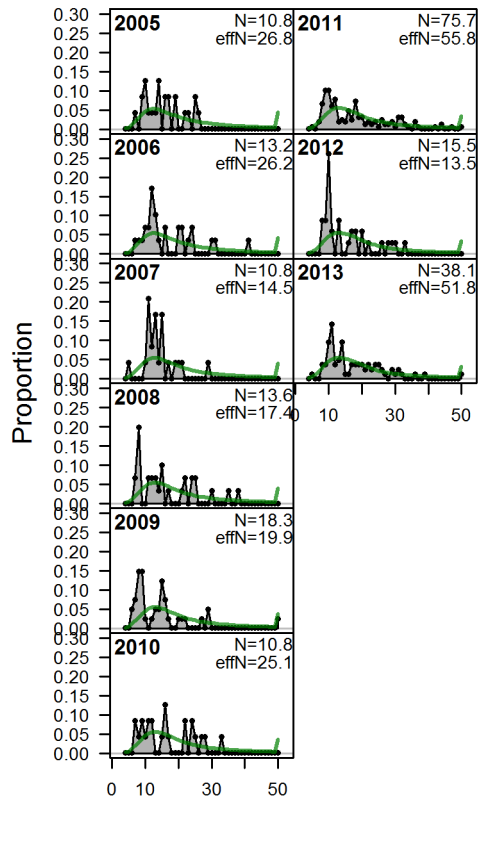 Proportion
0.30
0.25
0.20
0.15
0.10
0.05
0.00
2005
N=10.8
effN=26.8
0.30
0.25
0.20
0.15
0.10
0.05
0.00
2006
N=13.2
effN=26.2
0.30
0.25
0.20
0.15
0.10
0.05
0.00
2007
N=10.8
effN=14.5
0.30
0.25
0.20
0.15
0.10
0.05
0.00
2008
N=13.6
effN=17.4
0.30
0.25
0.20
0.15
0.10
0.05
0.00
2009
N=18.3
effN=19.9
0.30
0.25
0.20
0.15
0.10
0.05
0.00
2010
N=10.8
effN=25.1
0 10 30 50
2011
N=75.7
effN=55.8
2012
N=15.5
effN=13.5
2013
N=38.1
effN=51.8
0 10 30 50